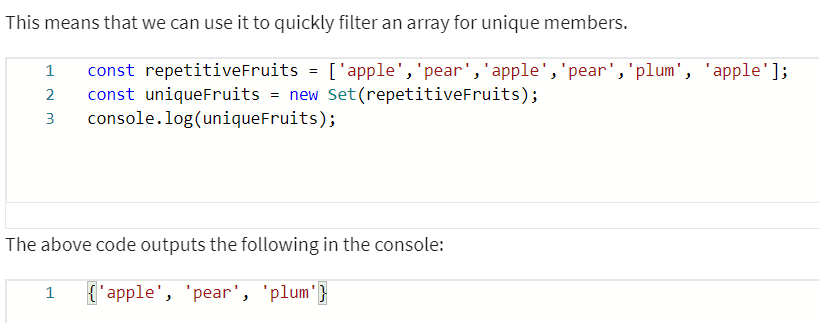 This means that we can use it to quickly filter an array for unique members.
1 const repetitiveFruits = ['apple','pear','apple','pear','plum', 'apple'];
2 const uniqueFruits = new Set(repetitiveFruits);
3 console.log(uniqueFruits);
The above code outputs the following in the console:
1 {'apple', 'pear', 'plum'}